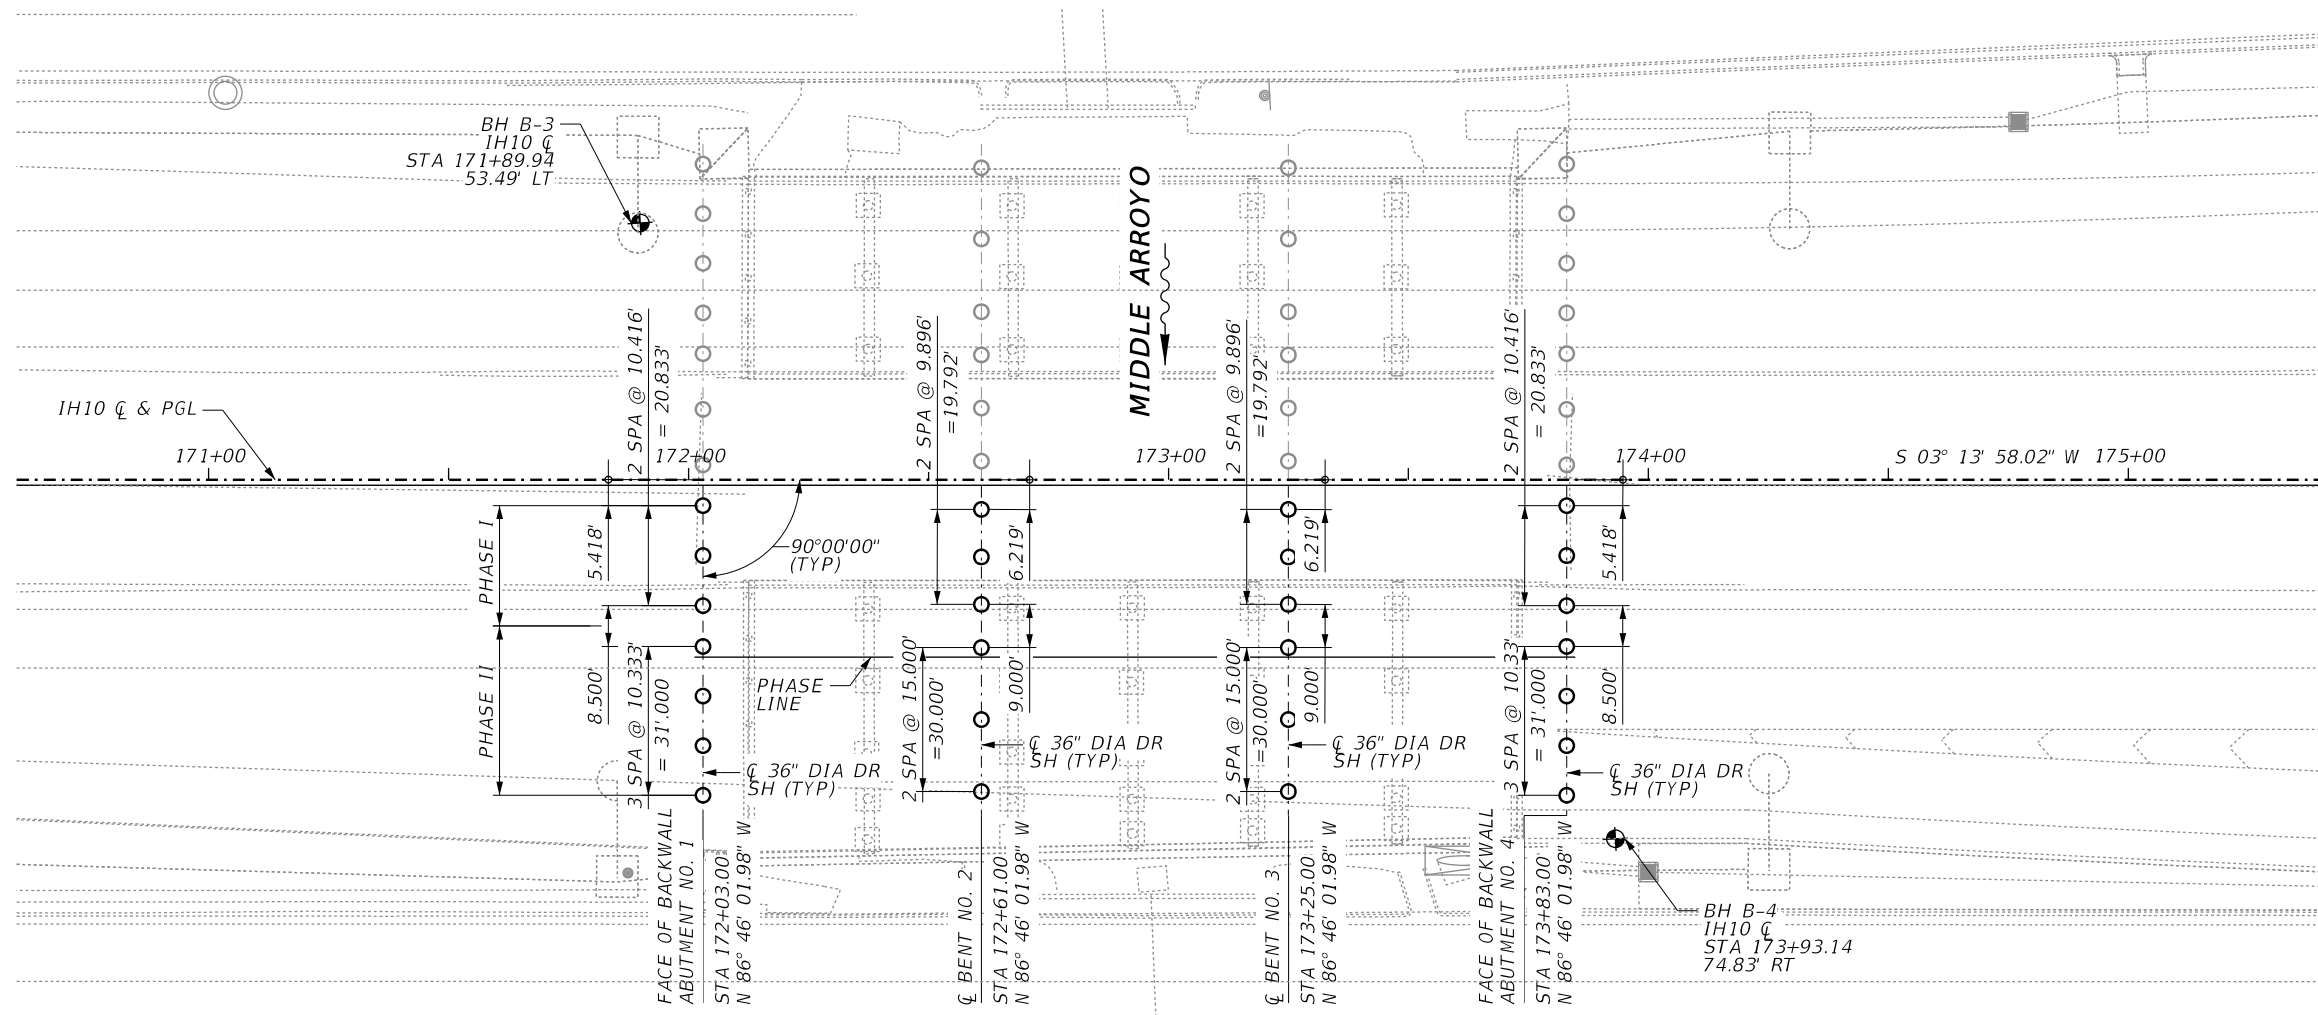 BH B-3
IH10 ℄
STA 171+89.94
53.49' LT
MIDDLE ARROYO
2 SPA @ 10.416'
= 20.833'
2 SPA @ 9.896'
=19.792'
2 SPA @ 9.896'
=19.792'
2 SPA @ 10.416'
= 20.833'
IH10 ℄ & PGL
171+00
172+00
173+00
174+00
S 03° 13' 58.02" W
175+00
PHASE I
5.418'
90°00'00"
(TYP)
6.219'
6.219'
5.418'
PHASE II
8.500'
3 SPA @ 10.333'
= 31'.000
PHASE
LINE
2 SPA @ 15.000'
=30.000'
9.000'
2 SPA @ 15.000'
=30.000'
9.000'
3 SPA @ 10.33'
= 31'.000
8.500'
℄ 36" DIA DR
SH (TYP)
℄ 36" DIA DR
SH (TYP)
℄ 36" DIA DR
SH (TYP)
℄ 36" DIA DR
SH (TYP)
FACE OF BACKWALL
ABUTMENT NO. 1
STA 172+03.00
N 86° 46' 01.98" W
℄ BENT NO. 2
STA 172+61.00
N 86° 46' 01.98" W
℄ BENT NO. 3
STA 173+25.00
N 86° 46' 01.98" W
FACE OF BACKWALL
ABUTMENT NO. 4
STA 173+83.00
N 86° 46' 01.98" W
BH B-4
IH10 ℄
STA 173+93.14
74.83' RT